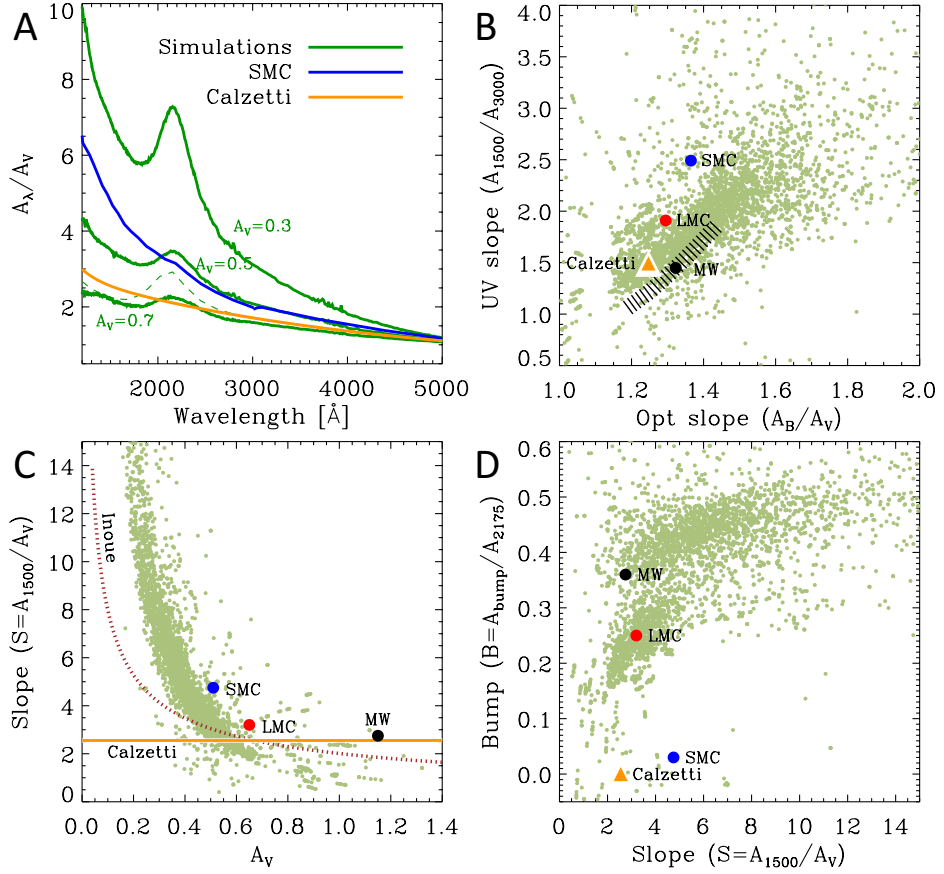 A
Simulations
SMC
Calzetti
A_V=0.3
A_V=0.5
A_V=0.7
10
8
6
4
2
A_λ/A_V
2000 3000 4000 5000
Wavelength [Å]
B
SMC
LMC
Calzetti
MW
4.0
3.5
3.0
2.5
2.0
1.5
1.0
0.5
UV slope (A_1500/A_3000)
1.0 1.2 1.4 1.6 1.8 2.0
Opt slope (A_B/A_V)
C
Inoue
SMC
LMC
MW
Calzetti
14
12
10
8
6
4
2
0
Slope (S=A_1500/A_V)
0.0 0.2 0.4 0.6 0.8 1.0 1.2 1.4
A_V
D
MW
LMC
SMC
Calzetti
0.6
0.5
0.4
0.3
0.2
0.1
0.0
Bump (B=A_bump/A_2175)
0 2 4 6 8 10 12 14
Slope (S=A_1500/A_V)